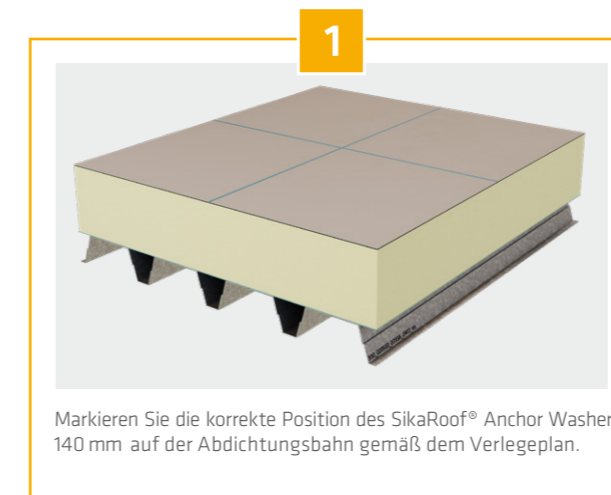 1
Markieren Sie die korrekte Position des SikaRoof® Anchor Washer
140 mm auf der Abdichtungsbahn gemäß dem Verlegeplan.